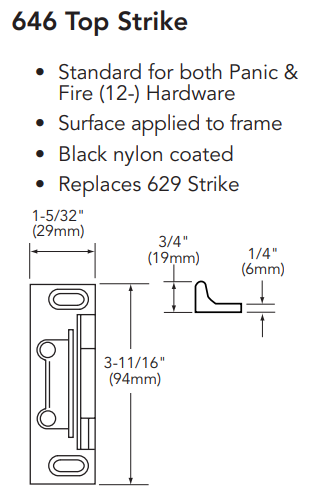 646 Top Strike
• Standard for both Panic &
Fire (12-) Hardware
• Surface applied to frame
• Black nylon coated
• Replaces 629 Strike
1-5/32"
(29mm)
3/4"
(19mm)
1/4"
(6mm)
3-11/16"
(94mm)